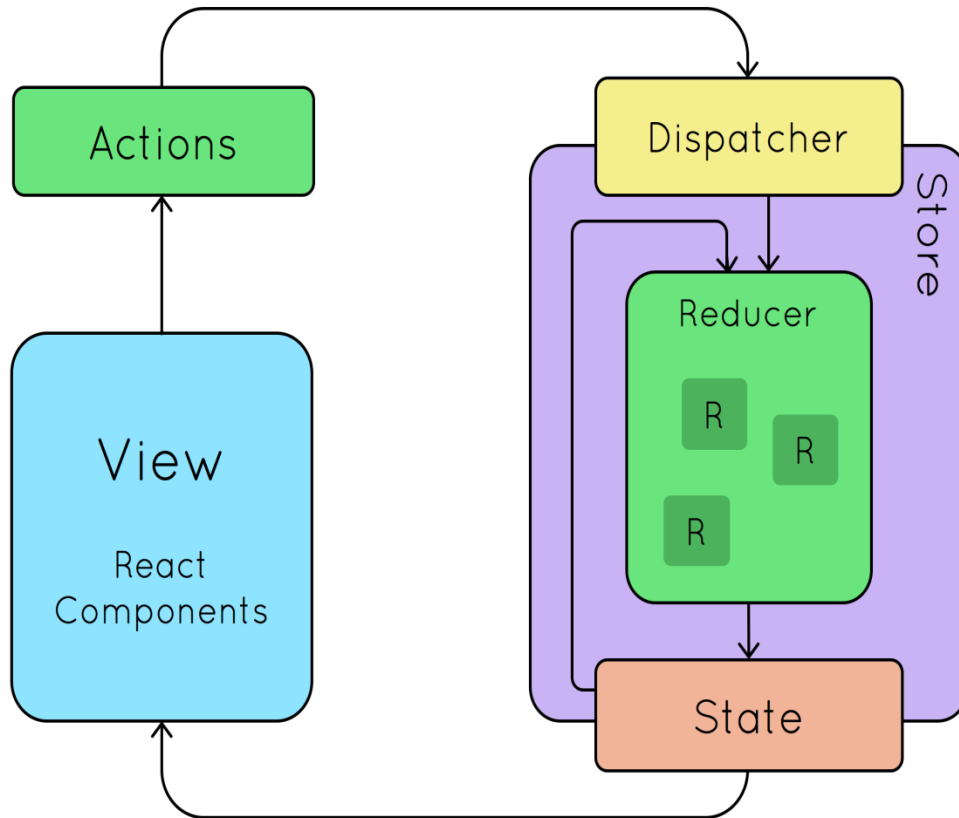 Actions
Dispatcher
Store
Reducer
R
R
R
View
React
Components
State